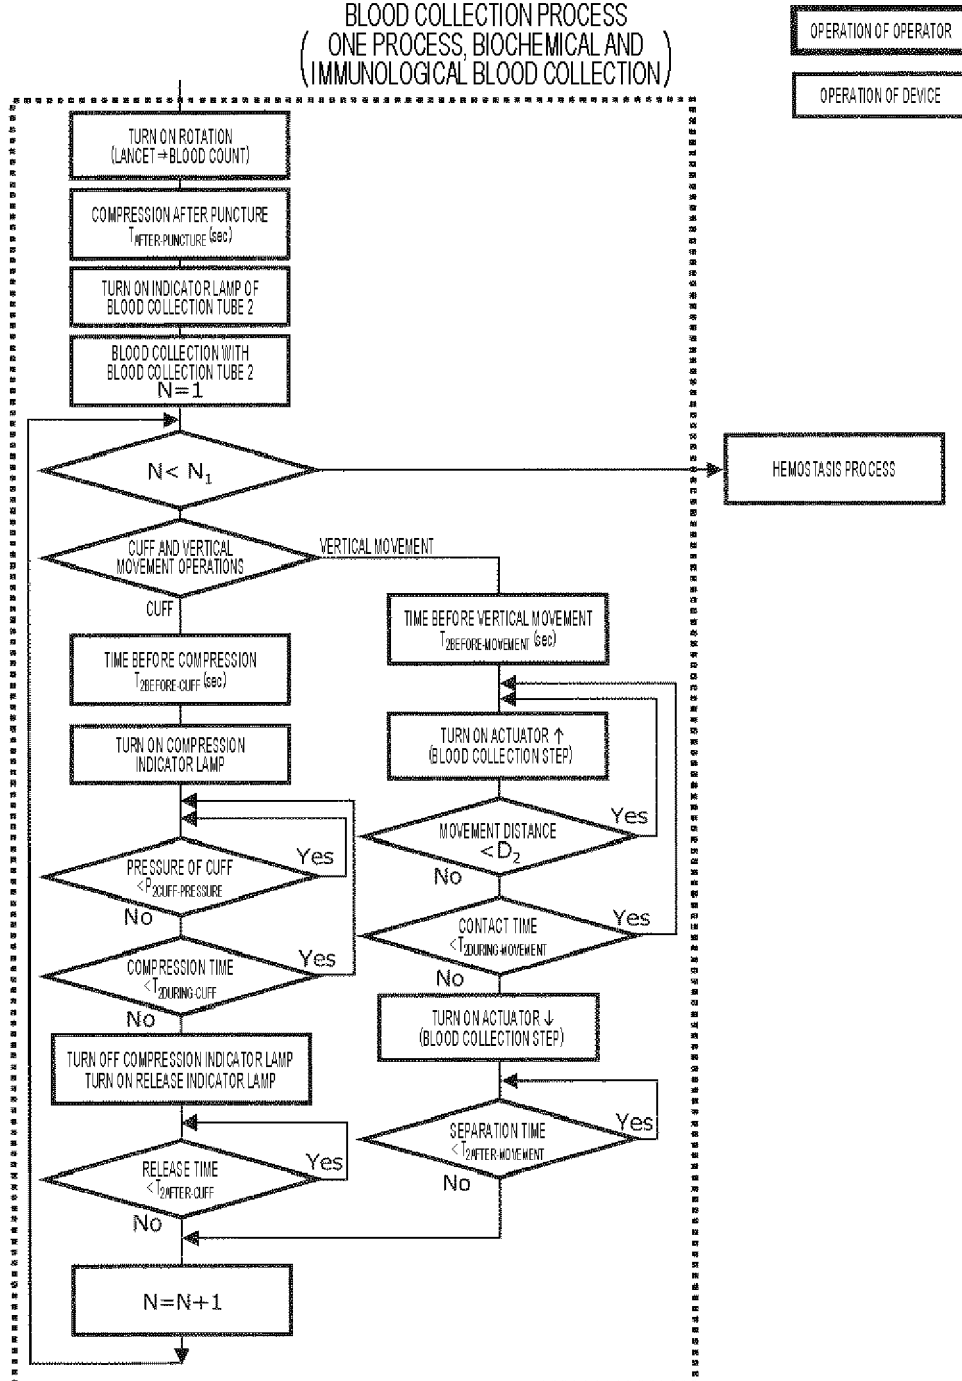 BLOOD COLLECTION PROCESS
( ONE PROCESS, BIOCHEMICAL AND
IMMUNOLOGICAL BLOOD COLLECTION )
OPERATION OF OPERATOR
OPERATION OF DEVICE
TURN ON ROTATION
(LANCET→BLOOD COUNT)
COMPRESSION AFTER PUNCTURE
TAFTER-PUNCTURE (sec)
TURN ON INDICATOR LAMP OF
BLOOD COLLECTION TUBE 2
BLOOD COLLECTION WITH
BLOOD COLLECTION TUBE 2
N=1
N< N1
HEMOSTASIS PROCESS
CUFF AND VERTICAL
MOVEMENT OPERATIONS
VERTICAL MOVEMENT
CUFF
TIME BEFORE VERTICAL MOVEMENT
T2BEFORE-MOVEMENT (sec)
TIME BEFORE COMPRESSION
T2BEFORE-CUFF (sec)
TURN ON ACTUATOR ↑
(BLOOD COLLECTION STEP)
TURN ON COMPRESSION
INDICATOR LAMP
MOVEMENT DISTANCE
<D2
Yes
No
PRESSURE OF CUFF
<P2CUFF-PRESSURE
Yes
No
CONTACT TIME
<T2DURING-MOVEMENT
Yes
No
COMPRESSION TIME
<T2DURING-CUFF
Yes
No
TURN ON ACTUATOR ↓
(BLOOD COLLECTION STEP)
TURN OFF COMPRESSION INDICATOR LAMP
TURN ON RELEASE INDICATOR LAMP
SEPARATION TIME
<T2AFTER-MOVEMENT
Yes
No
RELEASE TIME
<T2AFTER-CUFF
Yes
No
N=N+1